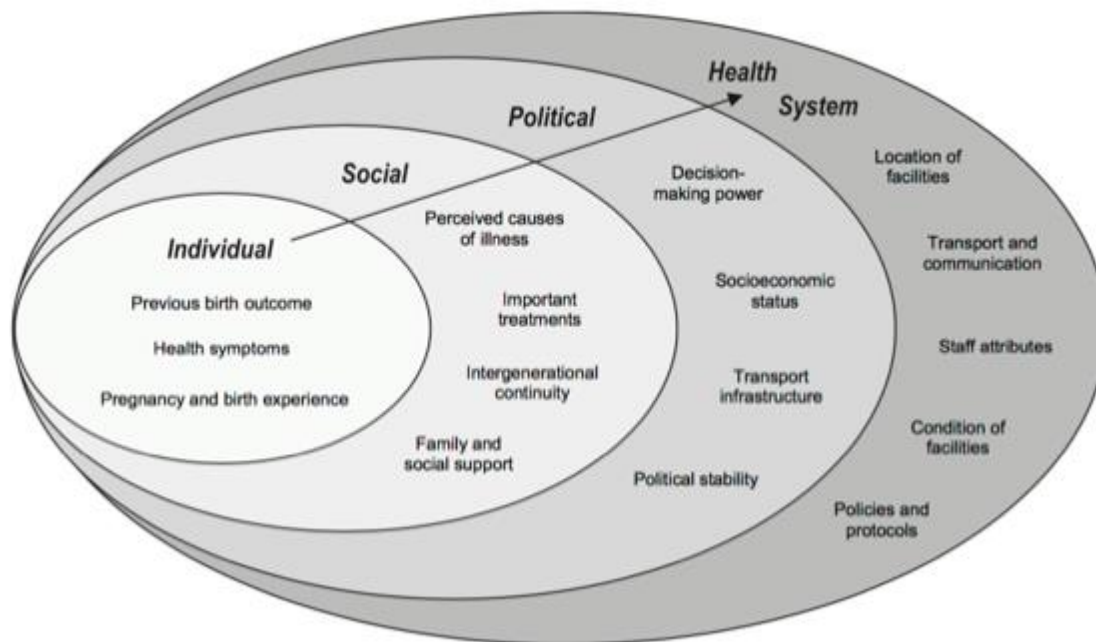 Health
System
Political
Social
Individual
Previous birth outcome
Health symptoms
Pregnancy and birth experience
Perceived causes
of illness
Important
treatments
Intergenerational
continuity
Family and
social support
Decision-
making power
Socioeconomic
status
Transport
infrastructure
Political stability
Location of
facilities
Transport and
communication
Staff attributes
Condition of
facilities
Policies and
protocols